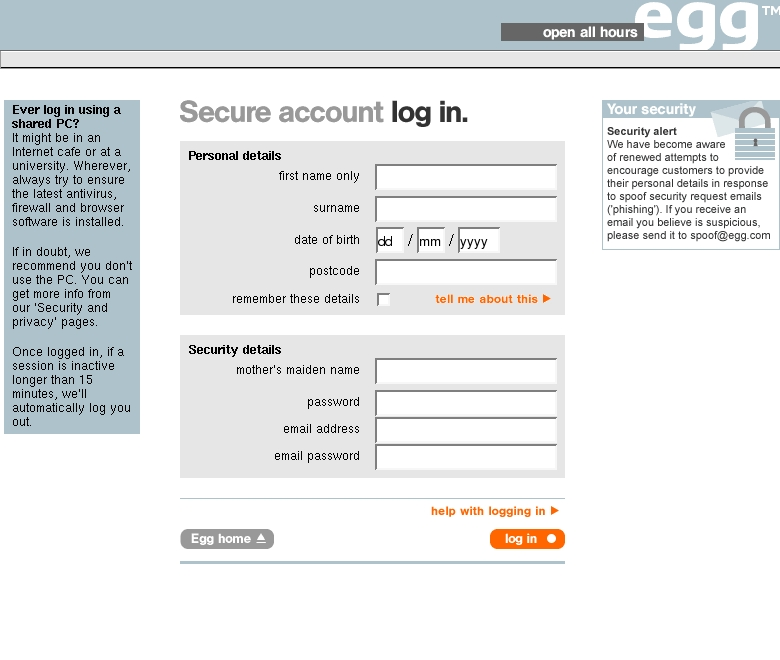 open all hours
egg™
Ever log in using a
shared PC?
It might be in an
Internet cafe or at a
university. Wherever,
always try to ensure
the latest antivirus,
firewall and browser
software is installed.
If in doubt, we
recommend you don't
use the PC. You can
get more info from
our 'Security and
privacy' pages.
Once logged in, if a
session is inactive
longer than 15
minutes, we'll
automatically log you
out.
Secure account log in.
Personal details
first name only
surname
date of birth dd / mm / yyyy
postcode
remember these details tell me about this
Security details
mother's maiden name
password
email address
email password
help with logging in
Egg home log in
Your security
Security alert
We have become aware
of renewed attempts to
encourage customers to provide
their personal details in response
to spoof security request emails
('phishing'). If you receive an
email you believe is suspicious,
please send it to spoof@egg.com